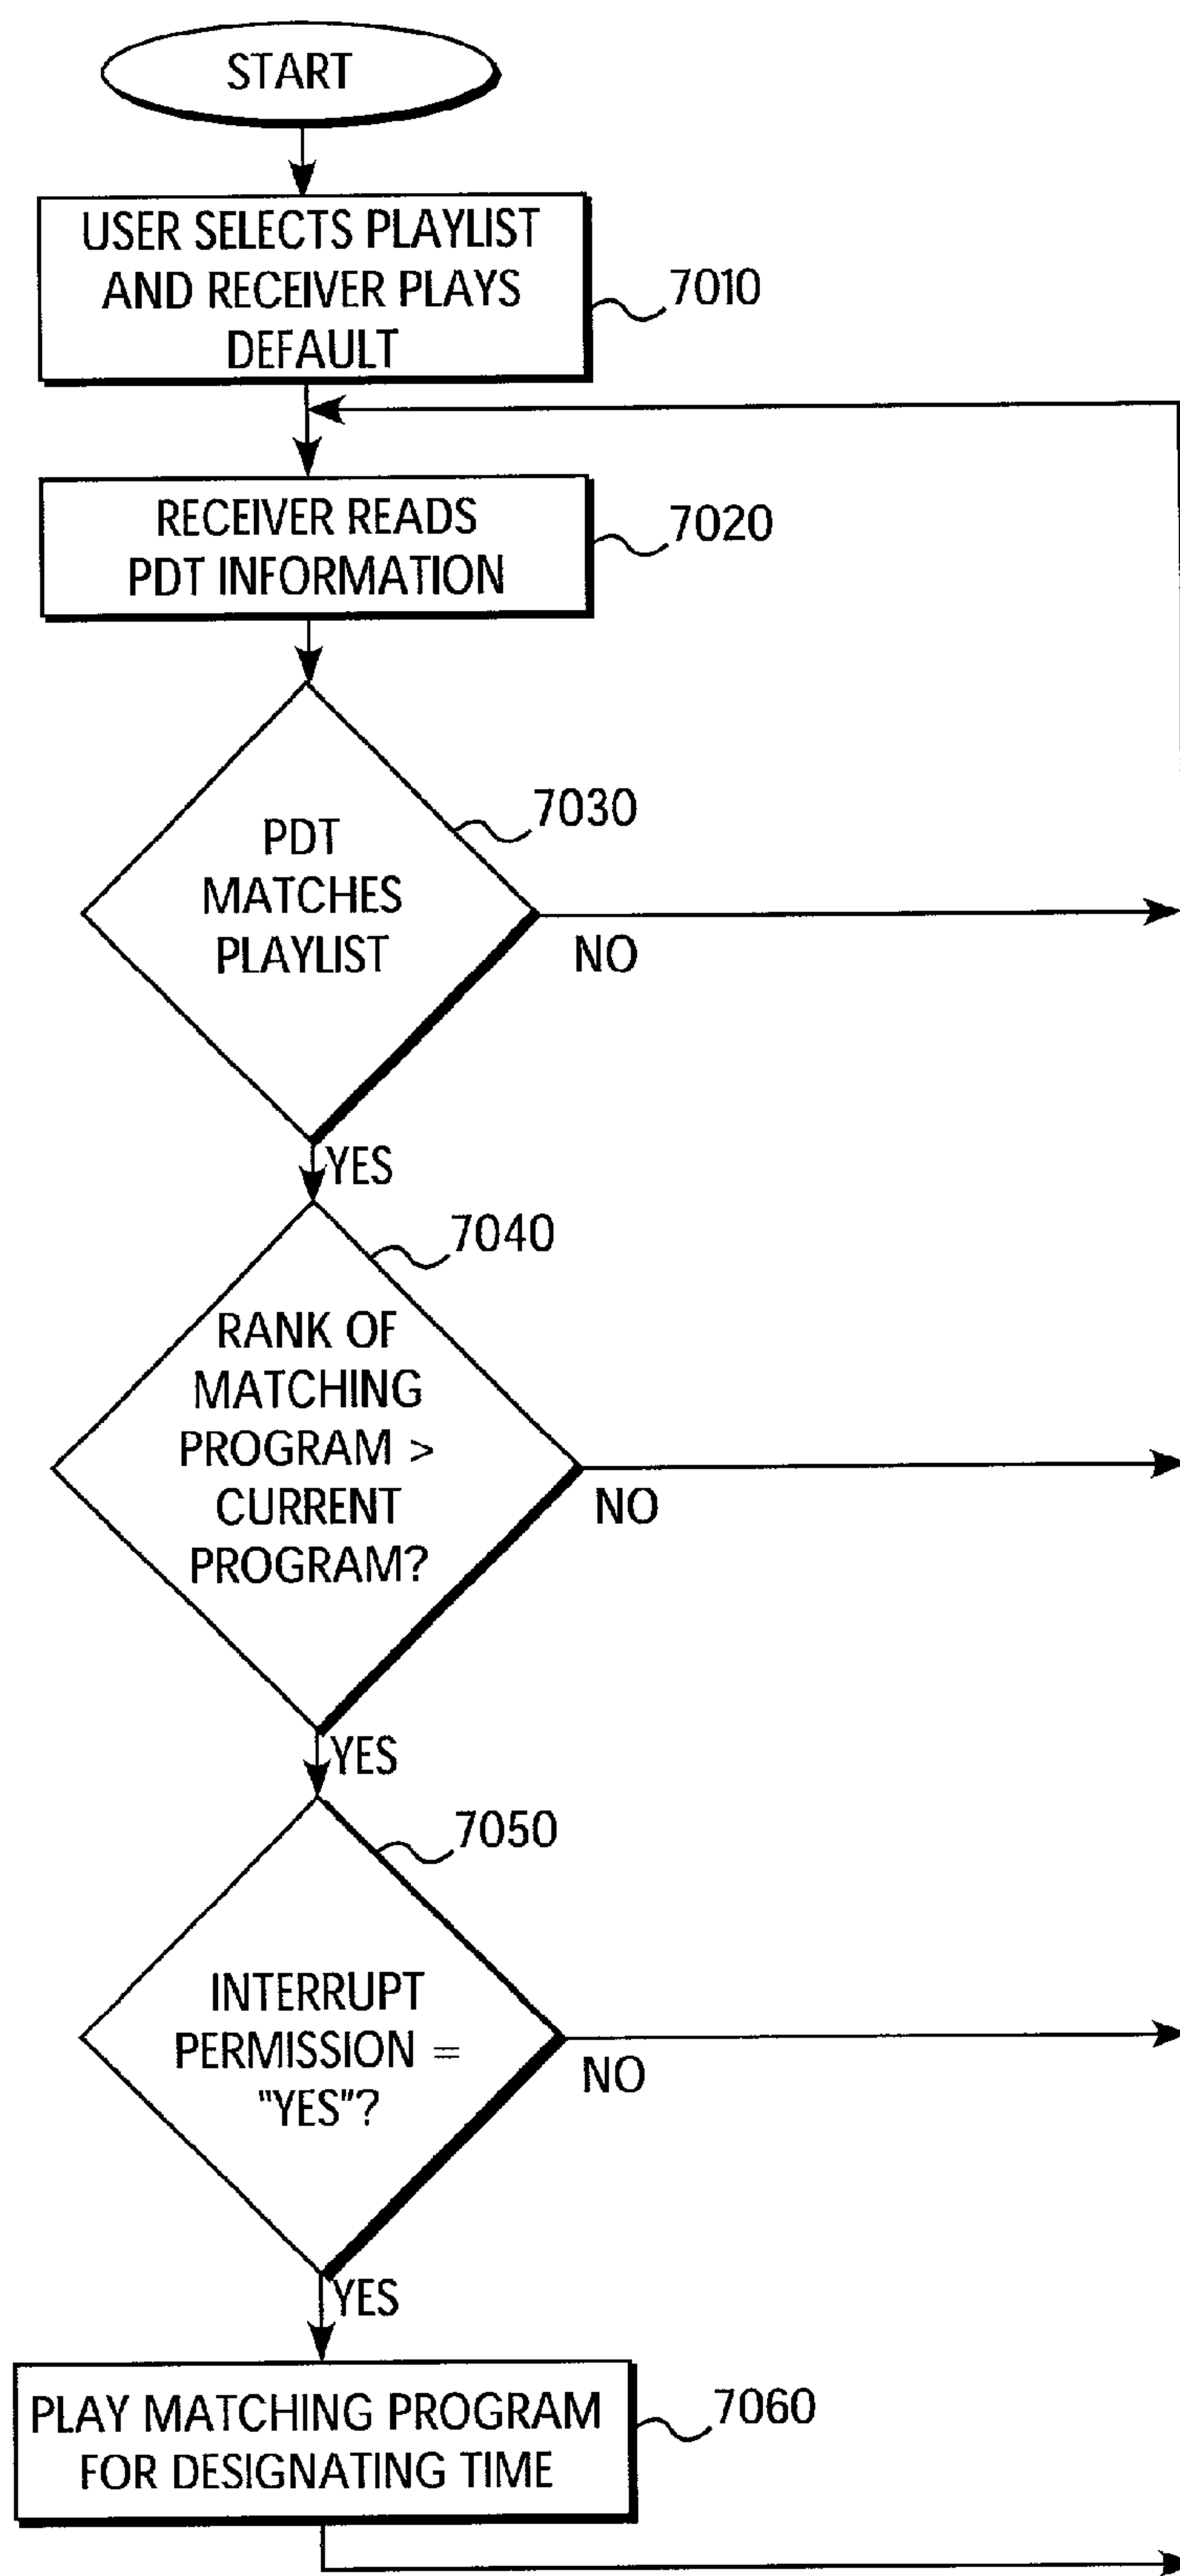 START
USER SELECTS PLAYLIST
AND RECEIVER PLAYS
DEFAULT
7010
RECEIVER READS
PDT INFORMATION
7020
7030
PDT
MATCHES
PLAYLIST
NO
YES
7040
RANK OF
MATCHING
PROGRAM >
CURRENT
PROGRAM?
NO
YES
7050
INTERRUPT
PERMISSION =
"YES"?
NO
YES
PLAY MATCHING PROGRAM
FOR DESIGNATING TIME
7060